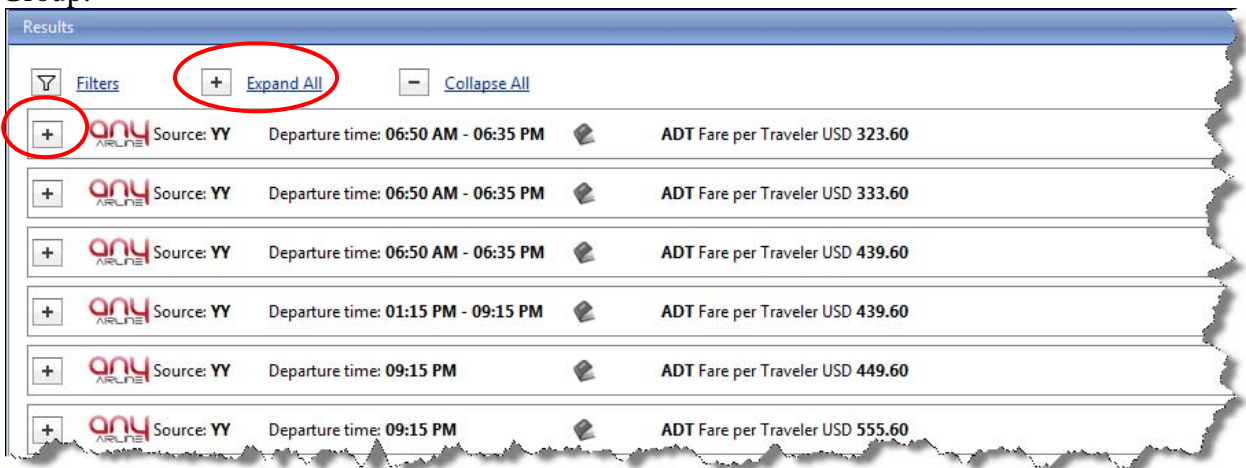 Group.
Results
Filters + Expand All - Collapse All
+ any AIRLINE Source: YY Departure time: 06:50 AM - 06:35 PM ADT Fare per Traveler USD 323.60
+ any AIRLINE Source: YY Departure time: 06:50 AM - 06:35 PM ADT Fare per Traveler USD 333.60
+ any AIRLINE Source: YY Departure time: 06:50 AM - 06:35 PM ADT Fare per Traveler USD 439.60
+ any AIRLINE Source: YY Departure time: 01:15 PM - 09:15 PM ADT Fare per Traveler USD 439.60
+ any AIRLINE Source: YY Departure time: 09:15 PM ADT Fare per Traveler USD 449.60
+ any AIRLINE Source: YY Departure time: 09:15 PM ADT Fare per Traveler USD 555.60